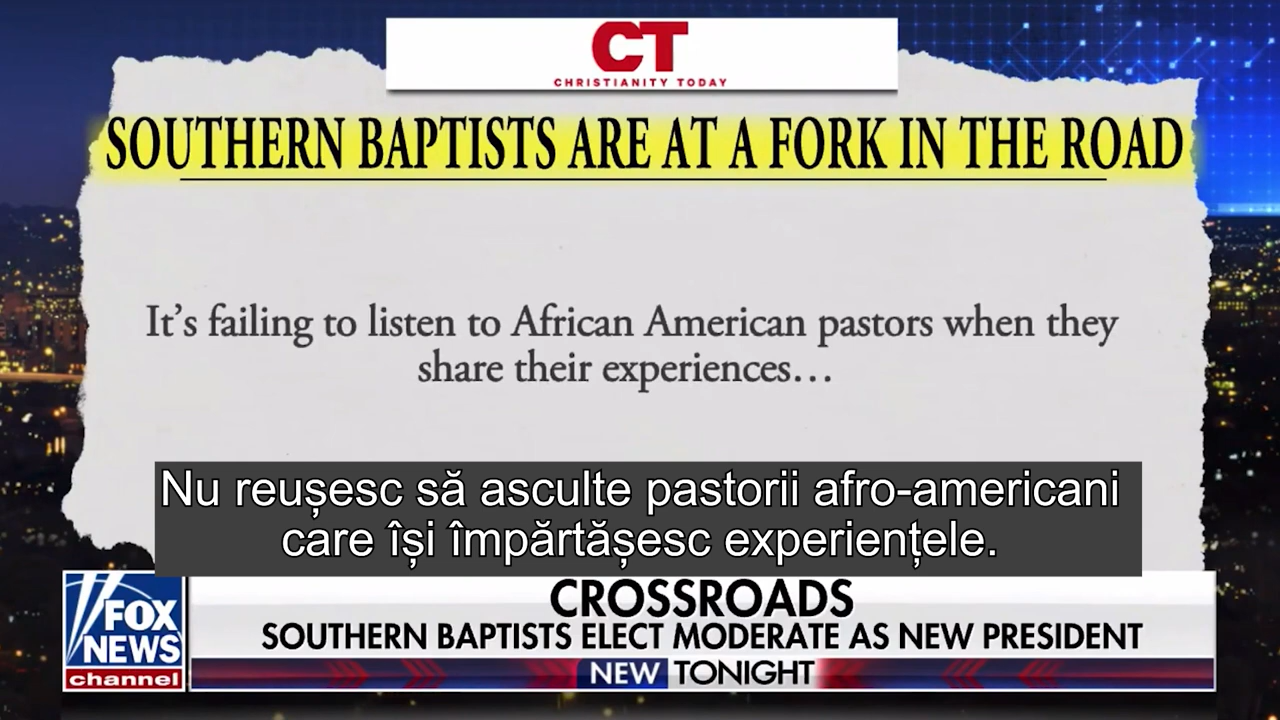 CT
CHRISTIANITY TODAY
SOUTHERN BAPTISTS ARE AT A FORK IN THE ROAD
It's failing to listen to African American pastors when they
share their experiences…
Nu reușesc să asculte pastorii afro-americani
care își împărtășesc experiențele.
FOX
NEWS
channel
CROSSROADS
SOUTHERN BAPTISTS ELECT MODERATE AS NEW PRESIDENT
NEW TONIGHT